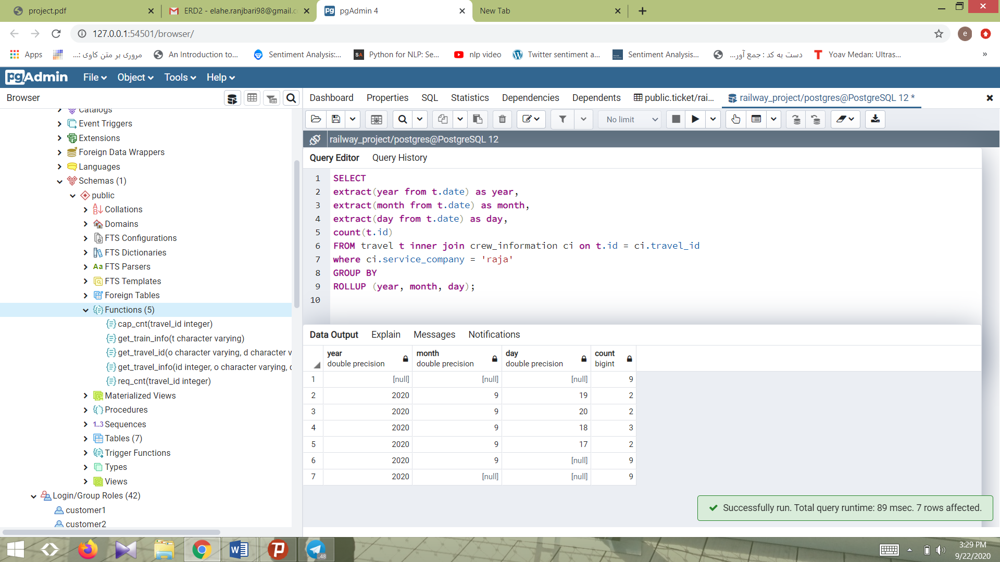 project.pdf
ERD2 - elahe.ranjbari98@gmail.c
pgAdmin 4
New Tab
127.0.0.1:54501/browser/
e
Apps
مروری بر متن کاوی :...
An Introduction to...
Sentiment Analysis:...
SA Python for NLP: Se...
nlp video
Twitter sentiment a...
Sentiment Analysis...
دست به کد : جمع آور...
Yoav Medan: Ultras...
»
pgAdmin File Object Tools Help
Browser
Dashboard Properties SQL Statistics Dependencies Dependents public.ticket/rai... railway_project/postgres@PostgreSQL 12 *
No limit
railway_project/postgres@PostgreSQL 12
Catalogs
Event Triggers
Extensions
Foreign Data Wrappers
Languages
Schemas (1)
public
Collations
Domains
FTS Configurations
FTS Dictionaries
Aa FTS Parsers
FTS Templates
Foreign Tables
Functions (5)
cap_cnt(travel_id integer)
get_train_info(t character varying)
get_travel_id(o character varying, d character v
get_travel_info(id integer, o character varying, d
req_cnt(travel_id integer)
Materialized Views
Procedures
1..3 Sequences
Tables (7)
Trigger Functions
Types
Views
Login/Group Roles (42)
customer1
customer2
Query Editor Query History
1 SELECT
2 extract(year from t.date) as year,
3 extract(month from t.date) as month,
4 extract(day from t.date) as day,
5 count(t.id)
6 FROM travel t inner join crew_information ci on t.id = ci.travel_id
7 where ci.service_company = 'raja'
8 GROUP BY
9 ROLLUP (year, month, day);
10
Data Output Explain Messages Notifications
year double precision month double precision day double precision count bigint
1 [null] [null] [null] 9
2 2020 9 19 2
3 2020 9 20 2
4 2020 9 18 3
5 2020 9 17 2
6 2020 9 [null] 9
7 2020 [null] [null] 9
Successfully run. Total query runtime: 89 msec. 7 rows affected.
..48
3:29 PM
9/22/2020